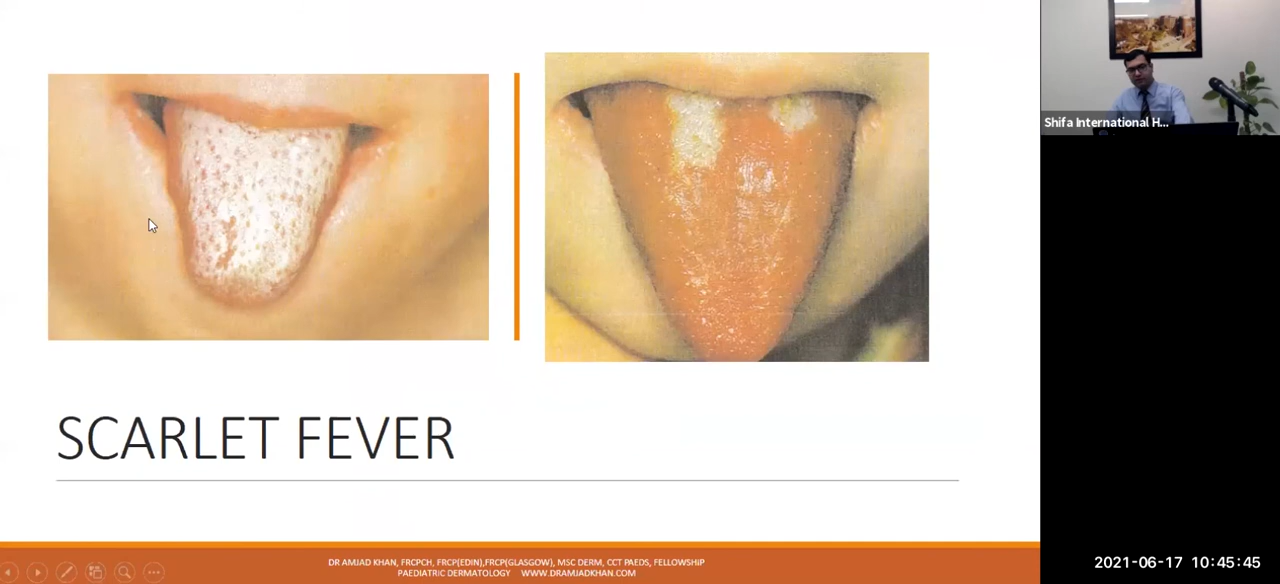 Shifa International H...
SCARLET FEVER
DR AMJAD KHAN, FRCPCH, FRCP(EDIN),FRCP(GLASGOW), MSC DERM, CCT PAEDS, FELLOWSHIP
PAEDIATRIC DERMATOLOGY WWW.DRAMJADKHAN.COM
2021-06-17 10:45:45